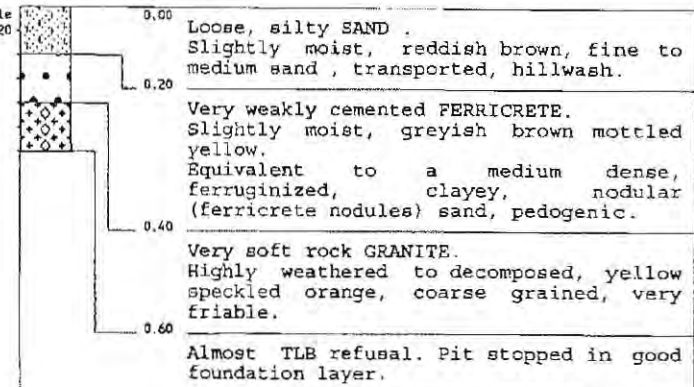 le
20
0,00
Loose, silty SAND .
Slightly moist, reddish brown, fine to
medium sand , transported, hillwash.
0,20
Very weakly cemented FERRICRETE.
Slightly moist, greyish brown mottled
yellow.
Equivalent to a medium dense,
ferruginized, clayey, nodular
(ferricrete nodules) sand, pedogenic.
0,40
Very soft rock GRANITE.
Highly weathered to decomposed, yellow
speckled orange, coarse grained, very
friable.
0,60
Almost TLB refusal. Pit stopped in good
foundation layer.